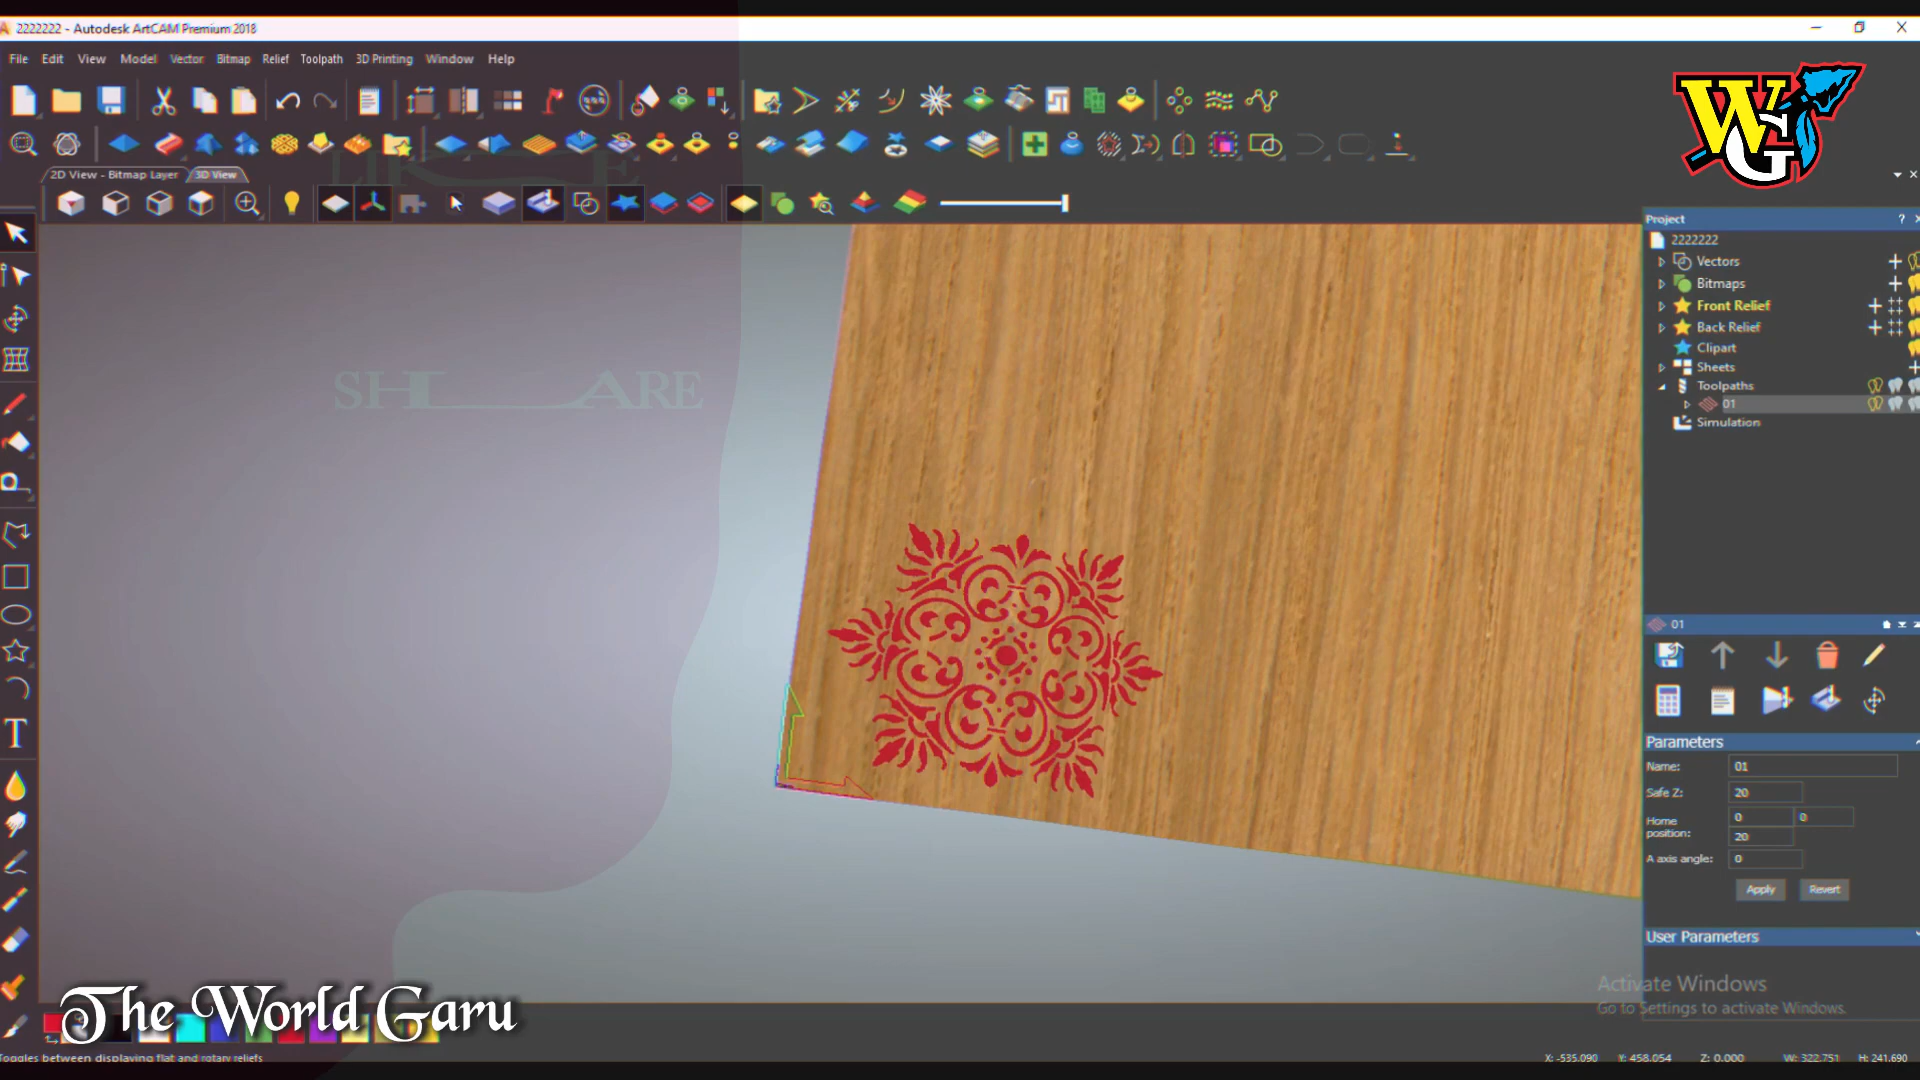 2222222 - Autodesk ArtCAM Premium 2018
File Edit View Model Vector Bitmap Relief Toolpath 3D Printing Window Help
WG
2D View - Bitmap Layer 3D View
Project
2222222
Vectors
Bitmaps
Front Relief
Back Relief
Clipart
Sheets
Toolpaths
01
Simulation
LIKE
SHARE
01
Parameters
Name: 01
Safe Z: 20
Home position: 0 0
20
A axis angle: 0
Apply Revert
User Parameters
Activate Windows
Go to Settings to activate Windows.
The World Garu
Toggles between displaying flat and rotary reliefs
X: -535.090 Y: 458.054 Z: 0.000 W: 322.751 H: 241.690